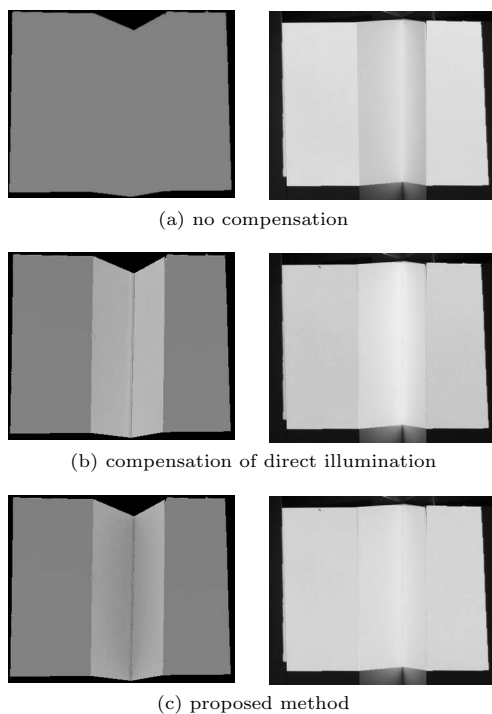 (a) no compensation
(b) compensation of direct illumination
(c) proposed method